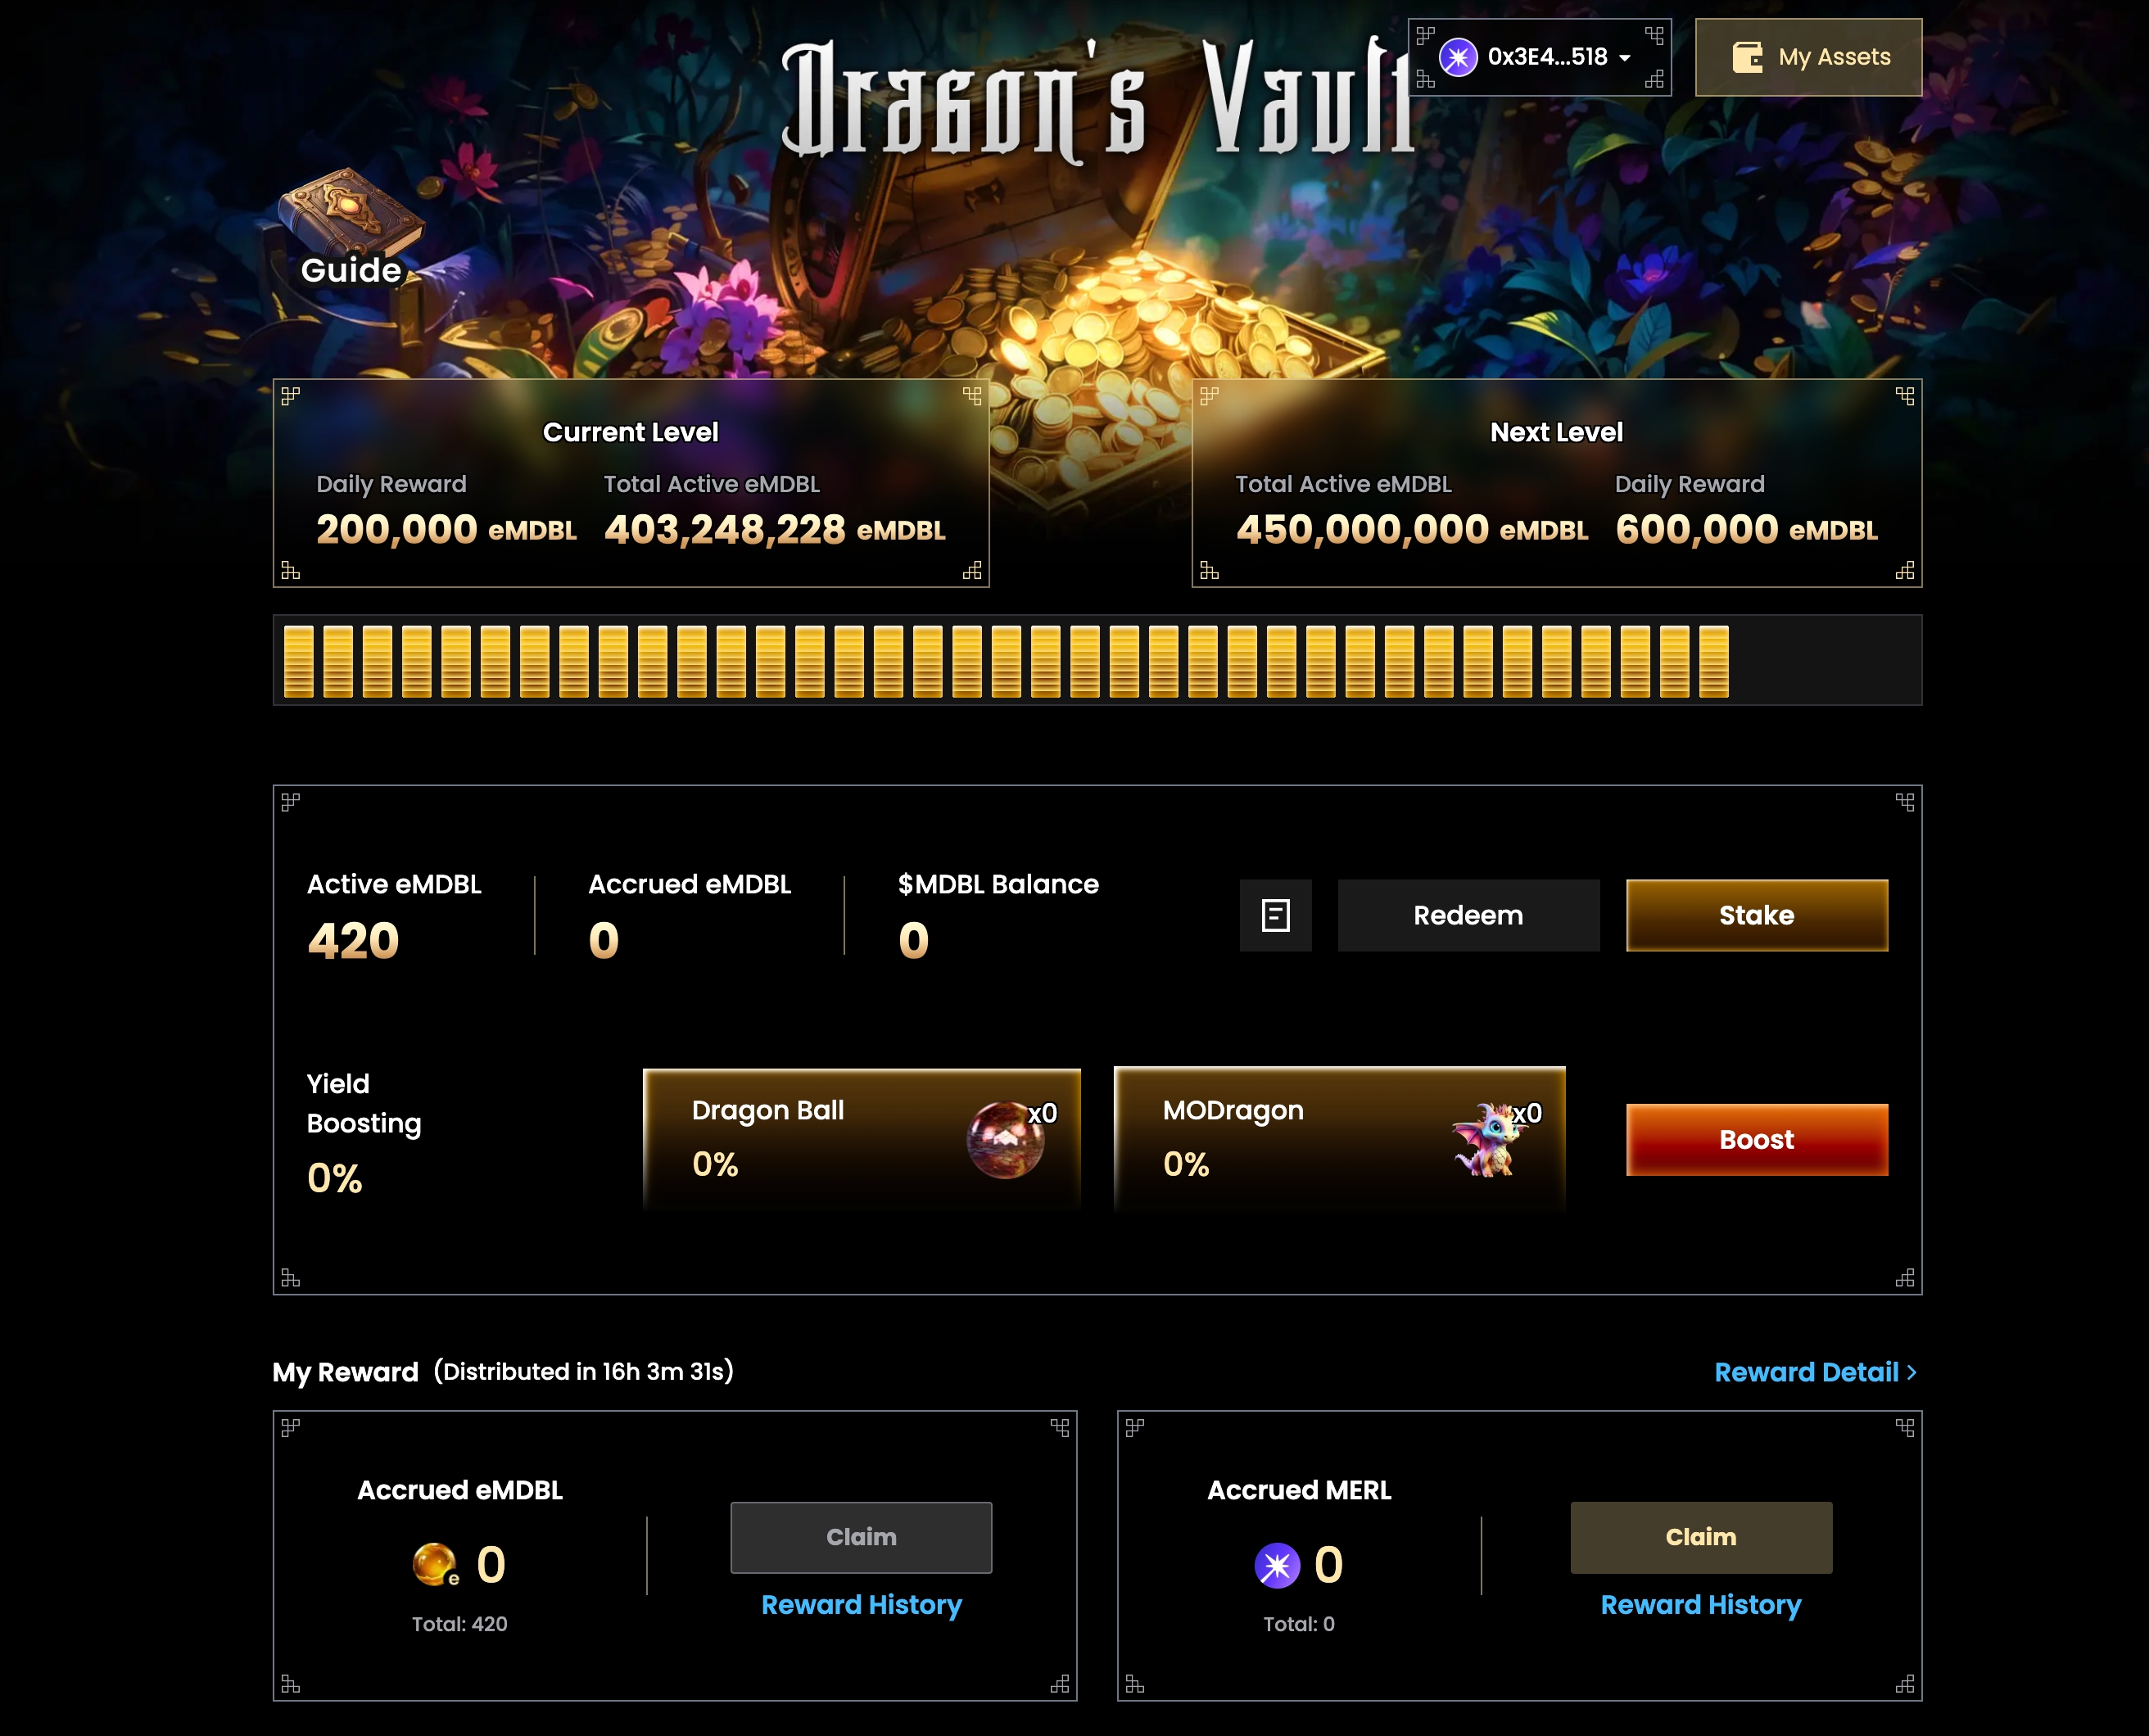 Dragon's Vault
0x3E4...518
My Assets
Guide
Current Level
Daily Reward Total Active eMDBL
200,000 eMDBL 403,248,228 eMDBL
Next Level
Total Active eMDBL Daily Reward
450,000,000 eMDBL 600,000 eMDBL
Active eMDBL Accrued eMDBL $MDBL Balance
420 0 0
Redeem
Stake
Yield
Boosting
0%
Dragon Ball
x0
0%
MODragon
x0
0%
Boost
My Reward (Distributed in 16h 3m 31s)
Reward Detail >
Accrued eMDBL
e 0
Total: 420
Claim
Reward History
Accrued MERL
0
Total: 0
Claim
Reward History